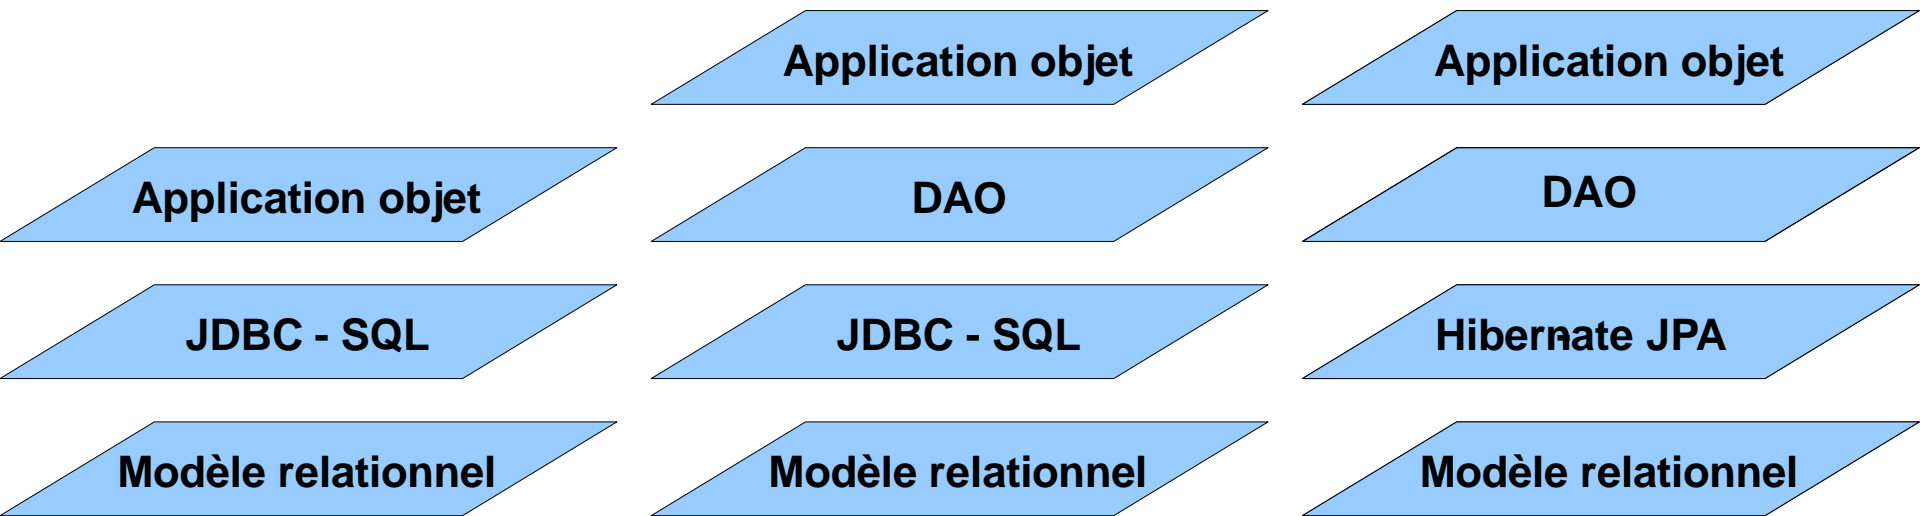 Application objet
Application objet
Application objet
DAO
DAO
JDBC - SQL
JDBC - SQL
Hibernate JPA
Modèle relationnel
Modèle relationnel
Modèle relationnel